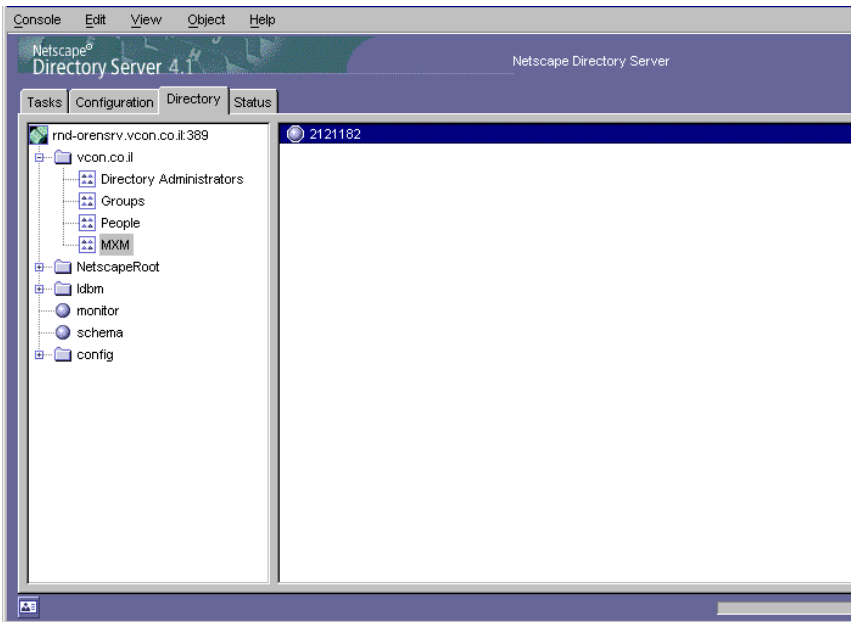 Console Edit View Object Help
Netscape®
Directory Server 4.1
Netscape Directory Server
Tasks Configuration Directory Status
rnd-orensrv.vcon.co.il:389
vcon.co.il
Directory Administrators
Groups
People
MXM
NetscapeRoot
ldbm
monitor
schema
config
2121182